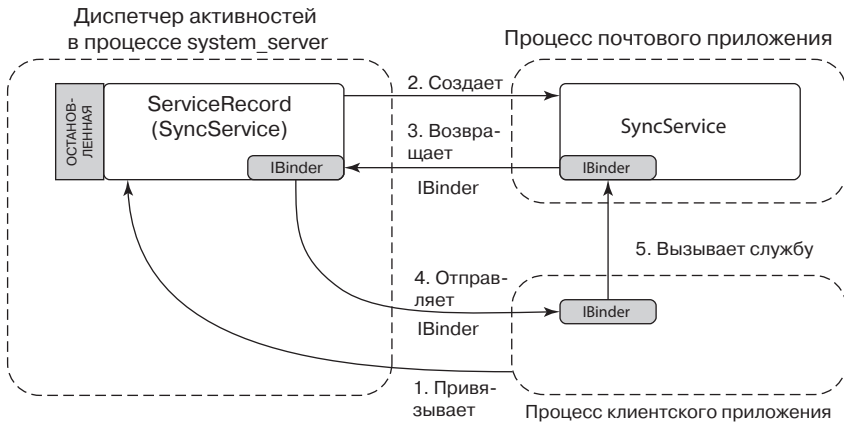 Диспетчер активностей
в процессе system_server
Процесс почтового приложения
ОСТАНОВ-
ЛЕННАЯ
ServiceRecord
(SyncService)
IBinder
2. Создает
3. Возвра-
щает
IBinder
SyncService
IBinder
5. Вызывает службу
4. Отправ-
ляет
IBinder
IBinder
1. Привя-
зывает
Процесс клиентского приложения